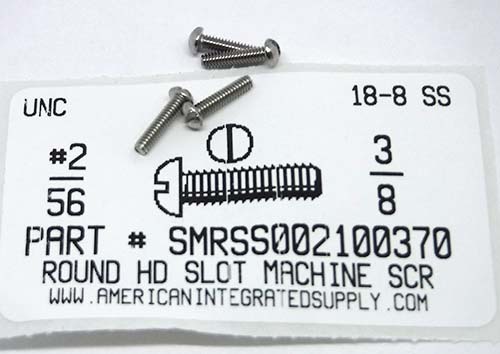 UNC 18-8 SS
#2 3
56 8
PART # SMRSS002100370
ROUND HD SLOT MACHINE SCR
WWW.AMERICANINTEGRATEDSUPPLY.COM